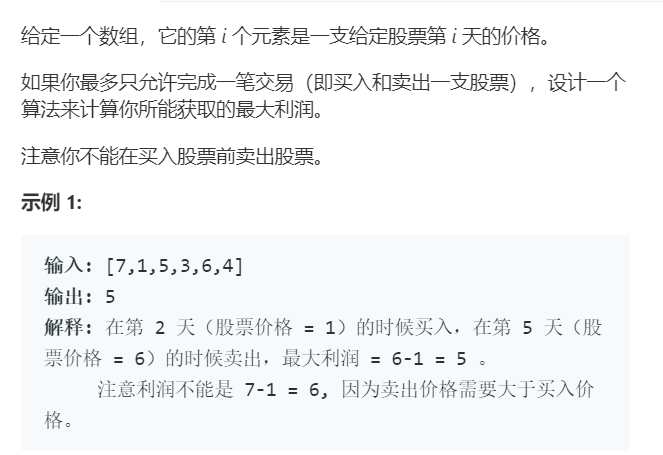 给定一个数组，它的第 i 个元素是一支给定股票第 i 天的价格。
如果你最多只允许完成一笔交易（即买入和卖出一支股票），设计一个
算法来计算你所能获取的最大利润。
注意你不能在买入股票前卖出股票。
示例 1:
输入: [7,1,5,3,6,4]
输出: 5
解释: 在第 2 天（股票价格 = 1）的时候买入，在第 5 天（股
票价格 = 6）的时候卖出，最大利润 = 6-1 = 5 。
注意利润不能是 7-1 = 6, 因为卖出价格需要大于买入价
格。